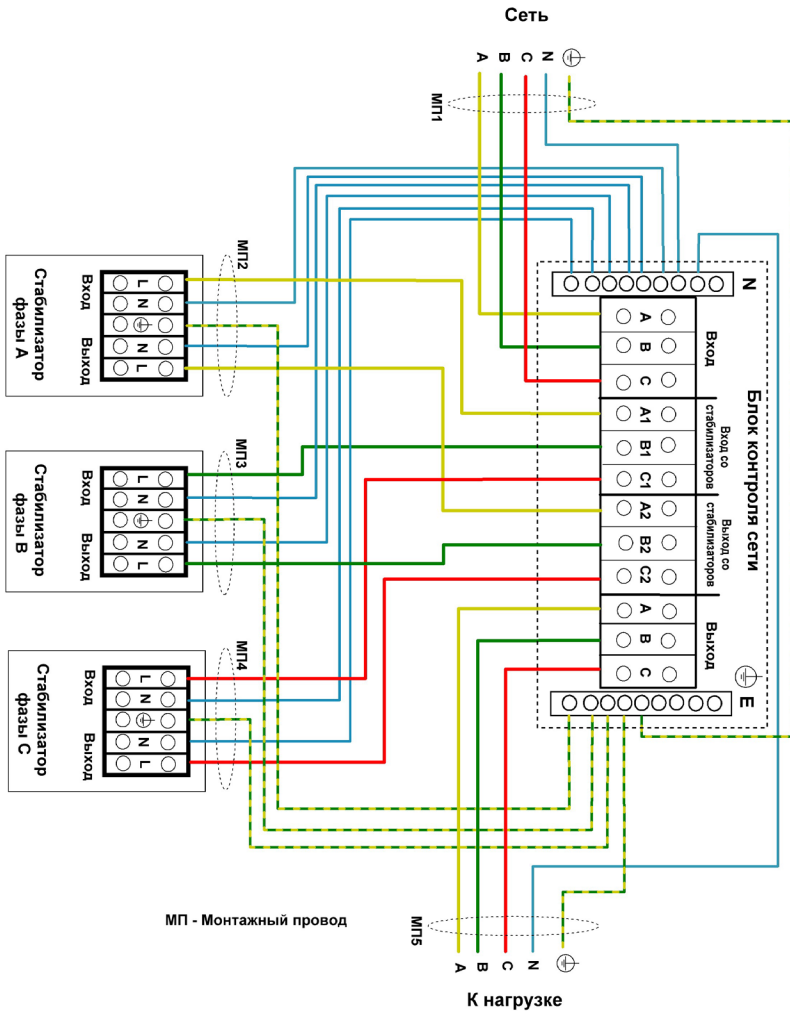 Сеть
A
B
C
N
МП1
МП2
Стабилизатор
фазы A
Вход
Выход
L
N
N
L
МП3
Стабилизатор
фазы B
Вход
Выход
L
N
N
L
МП4
Стабилизатор
фазы C
Вход
Выход
L
N
N
L
Блок контроля сети
N
Вход
A
B
C
Вход со
стабилизаторов
A1
B1
C1
Выход со
стабилизаторов
A2
B2
C2
Выход
A
B
C
E
МП - Монтажный провод
МП5
A
B
C
N
К нагрузке